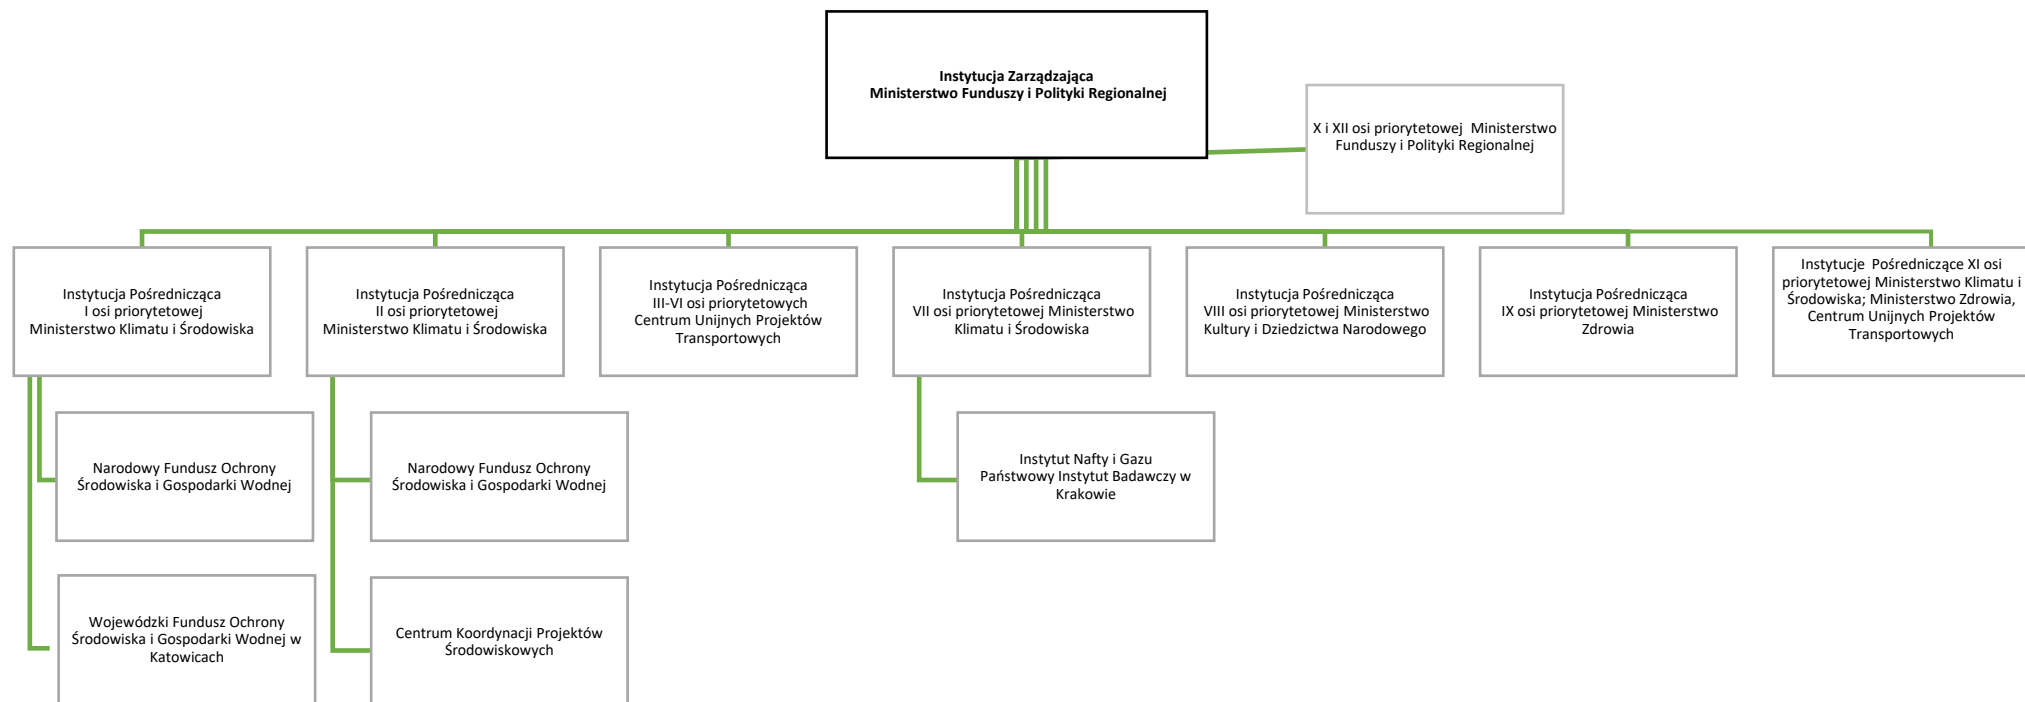 Instytucja Zarządzająca
Ministerstwo Funduszy i Polityki Regionalnej
X i XII osi priorytetowej Ministerstwo
Funduszy i Polityki Regionalnej
Instytucja Pośrednicząca
I osi priorytetowej
Ministerstwo Klimatu i Środowiska
Instytucja Pośrednicząca
II osi priorytetowej
Ministerstwo Klimatu i Środowiska
Instytucja Pośrednicząca
III-VI osi priorytetowych
Centrum Unijnych Projektów
Transportowych
Instytucja Pośrednicząca
VII osi priorytetowej Ministerstwo
Klimatu i Środowiska
Instytucja Pośrednicząca
VIII osi priorytetowej Ministerstwo
Kultury i Dziedzictwa Narodowego
Instytucja Pośrednicząca
IX osi priorytetowej Ministerstwo
Zdrowia
Instytucje Pośredniczące XI osi
priorytetowej Ministerstwo Klimatu i
Środowiska; Ministerstwo Zdrowia,
Centrum Unijnych Projektów
Transportowych
Narodowy Fundusz Ochrony
Środowiska i Gospodarki Wodnej
Narodowy Fundusz Ochrony
Środowiska i Gospodarki Wodnej
Instytut Nafty i Gazu
Państwowy Instytut Badawczy w
Krakowie
Wojewódzki Fundusz Ochrony
Środowiska i Gospodarki Wodnej w
Katowicach
Centrum Koordynacji Projektów
Środowiskowych